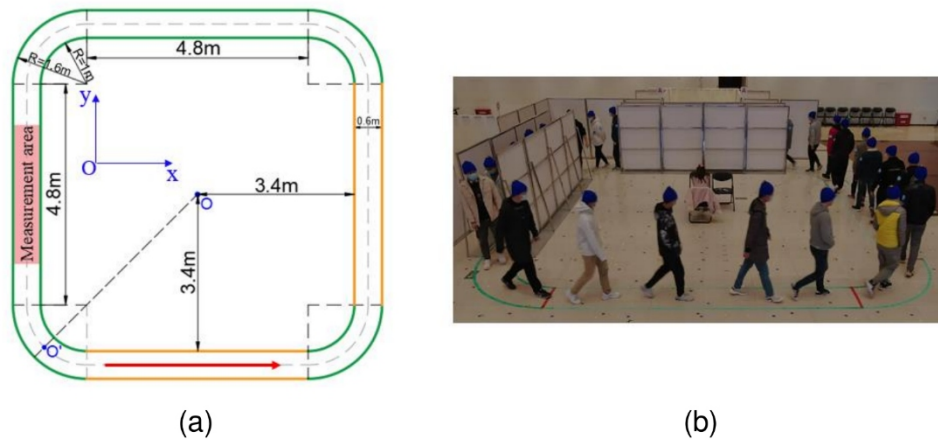 4.8m
R=1.6m
R=1m
y
O
x
0.6m
Measurement area
4.8m
3.4m
O
3.4m
O'
(a)
(b)